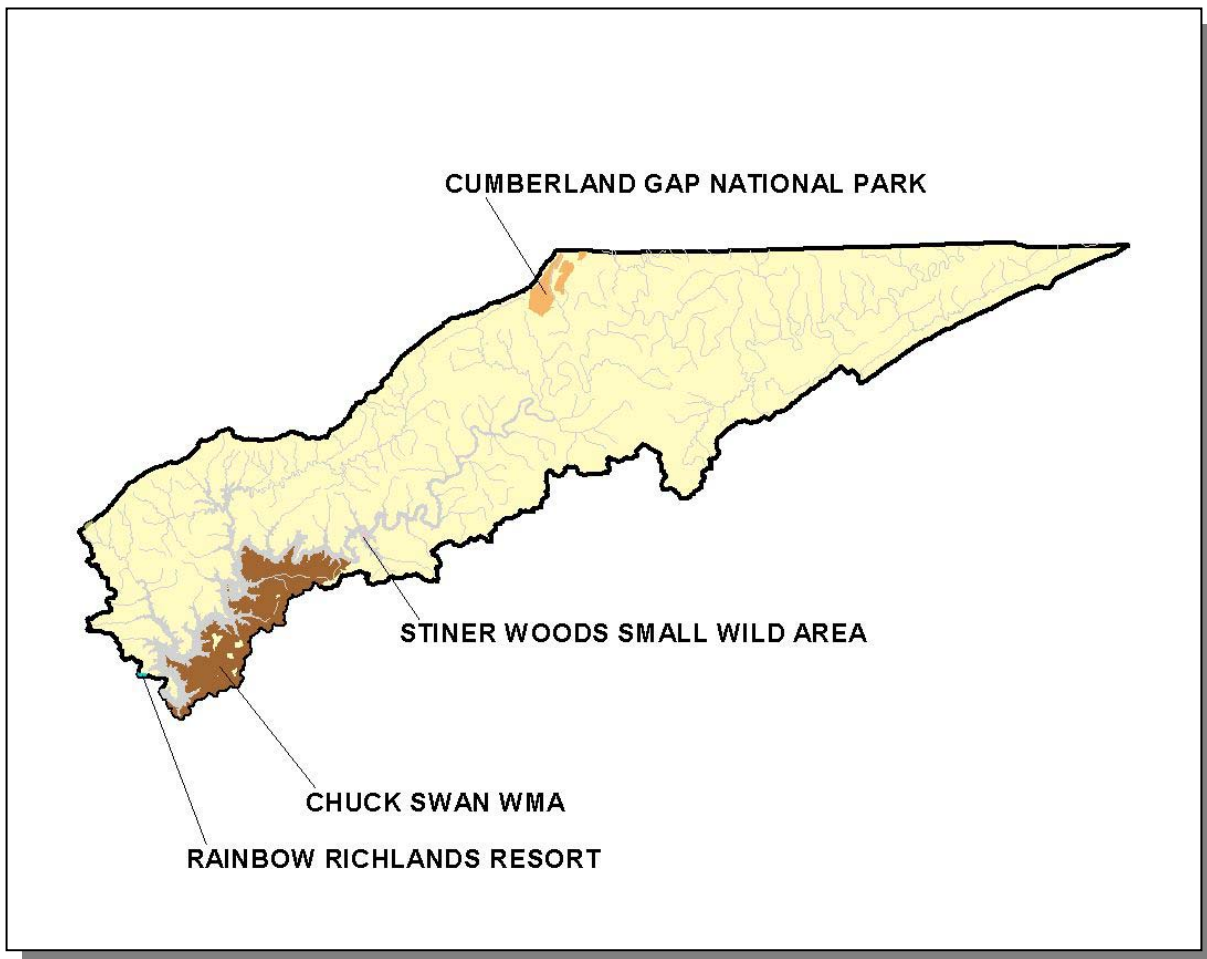 CUMBERLAND GAP NATIONAL PARK
STINER WOODS SMALL WILD AREA
CHUCK SWAN WMA
RAINBOW RICHLANDS RESORT